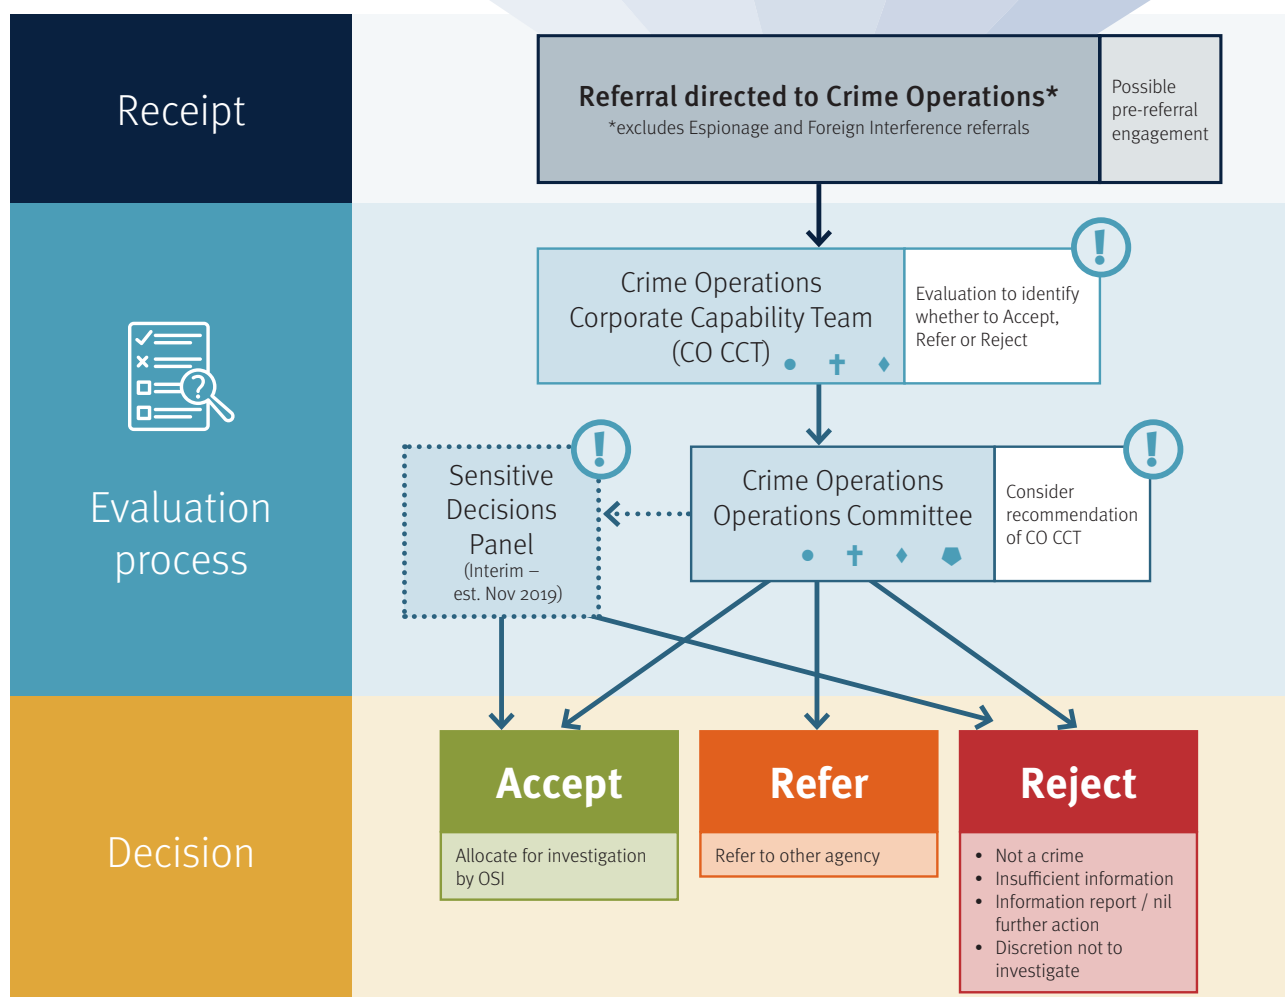 Receipt
Referral directed to Crime Operations*
*excludes Espionage and Foreign Interference referrals
Possible
pre-referral
engagement
Evaluation
process
Crime Operations
Corporate Capability Team
(CO CCT)
Evaluation to identify
whether to Accept,
Refer or Reject
!
Sensitive
Decisions
Panel
(Interim –
est. Nov 2019)
!
Crime Operations
Operations Committee
Consider
recommendation
of CO CCT
!
?
Decision
Accept
Allocate for investigation
by OSI
Refer
Refer to other agency
Reject
• Not a crime
• Insufficient information
• Information report / nil
further action
• Discretion not to
investigate